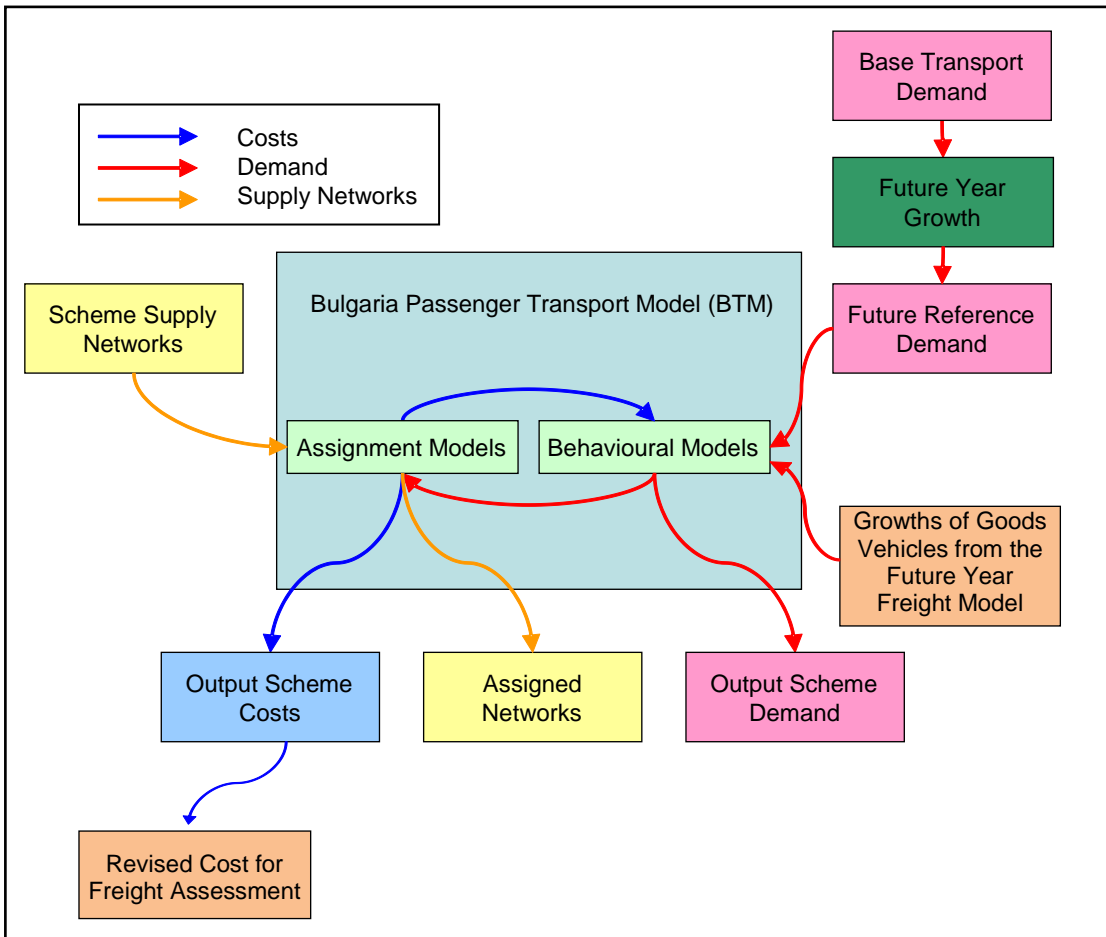 Base Transport
Demand
Costs
Demand
Supply Networks
Future Year
Growth
Bulgaria Passenger Transport Model (BTM)
Scheme Supply
Networks
Future Reference
Demand
Assignment Models
Behavioural Models
Growths of Goods
Vehicles from the
Future Year
Freight Model
Output Scheme
Costs
Assigned
Networks
Output Scheme
Demand
Revised Cost for
Freight Assessment